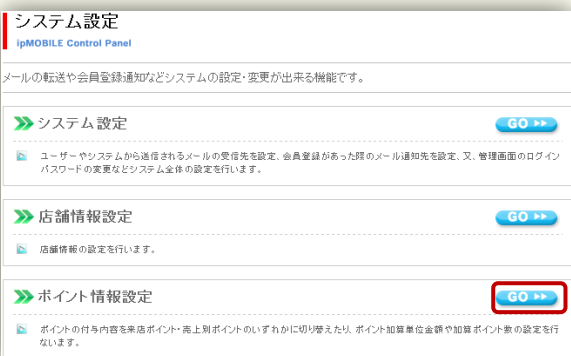 システム設定
ipMOBILE Control Panel
メールの転送や会員登録通知などシステムの設定・変更が出来る機能です。
システム設定
GO
ユーザーやシステムから送信されるメールの受信先を設定、会員登録があった際のメール通知先を設定、又、管理画面のログイン
パスワードの変更などシステム全体の設定を行います。
店舗情報設定
GO
店舗情報の設定を行います。
ポイント情報設定
GO
ポイントの付与内容を来店ポイント・売上別ポイントのいずれかに切り替えたり、ポイント加算単位金額や加算ポイント数の設定を行
ないます。